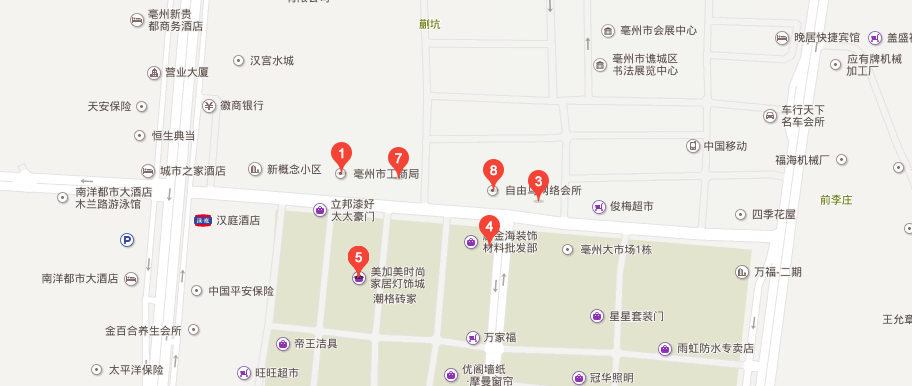 亳州新贵
都商务酒店
蒯坑
亳州市会展中心
晚居快捷宾馆
汉宫水城
亳州市谯城区
书法展览中心
应有牌机械
加工厂
营业大厦
天安保险
徽商银行
车行天下
名车会所
恒生典当
中国移动
1
7
福海机械厂
城市之家酒店
新概念小区
亳州市工商局
8
3
南洋都市大酒店
木兰路游泳馆
自由鸟网络会所
前李庄
立邦漆好
太太豪门
俊梅超市
四季花屋
汉庭酒店
4
金海装饰
材料批发部
亳州大市场1栋
P
5
美加美时尚
家居灯饰城
潮格砖家
万福-二期
南洋都市大酒店
中国平安保险
星星套装门
王允章
金百合养生会所
帝王洁具
万家福
雨虹防水专卖店
太平洋保险
旺旺超市
优阁墙纸
·摩曼窗帘
冠华照明